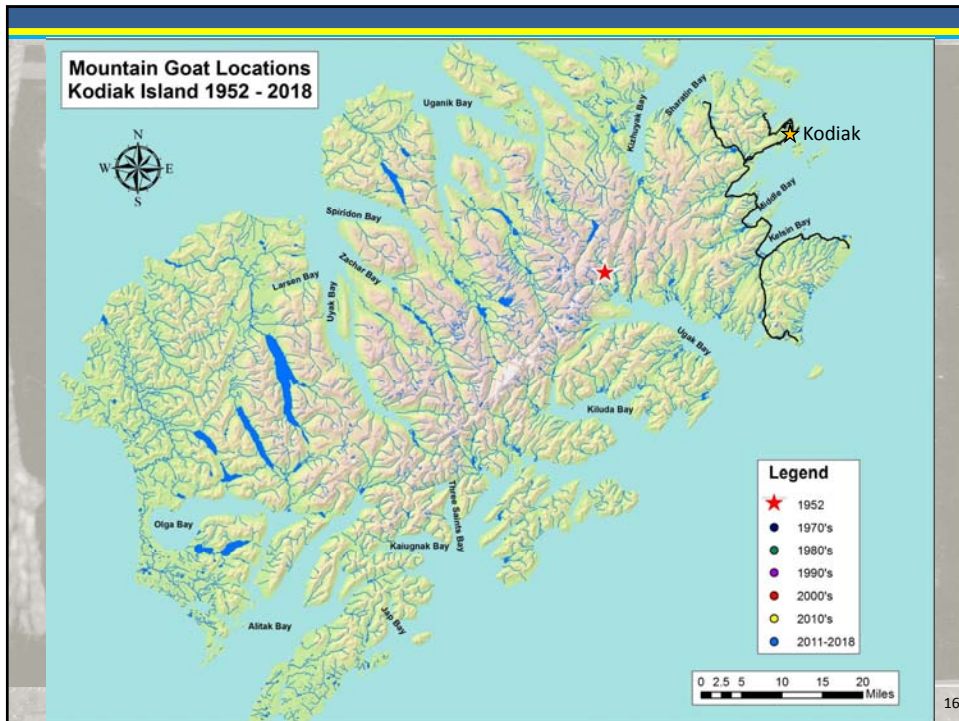 Mountain Goat Locations
Kodiak Island 1952 - 2018
Uganik Bay
Kizhuyak Bay
Sharatin Bay
Kodiak
N
W
E
S
Middle Bay
Spiridon Bay
Kelsin Bay
Zachar Bay
Larsen Bay
Uyak Bay
Ugak Bay
Kiluda Bay
Legend
1952
1970's
1980's
1990's
2000's
2010's
2011-2018
Three Saints Bay
Olga Bay
Kaiugnak Bay
Jap Bay
Alitak Bay
0 2.5 5 10 15 20
Miles
16